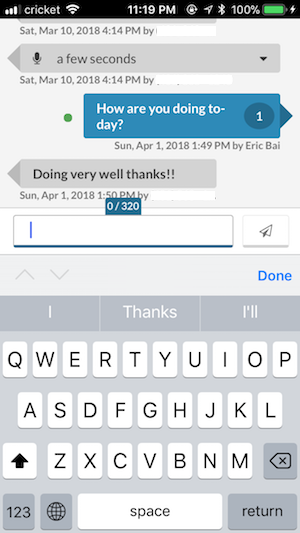 cricket 11:19 PM 100%
Sat, Mar 10, 2018 4:14 PM by
a few seconds
Sat, Mar 10, 2018 4:14 PM by
How are you doing to-
day?
1
Sun, Apr 1, 2018 1:49 PM by Eric Bai
Doing very well thanks!!
Sun, Apr 1, 2018 1:50 PM by
0 / 320
Done
I Thanks I'll
Q W E R T Y U I O P
A S D F G H J K L
Z X C V B N M
123 space return